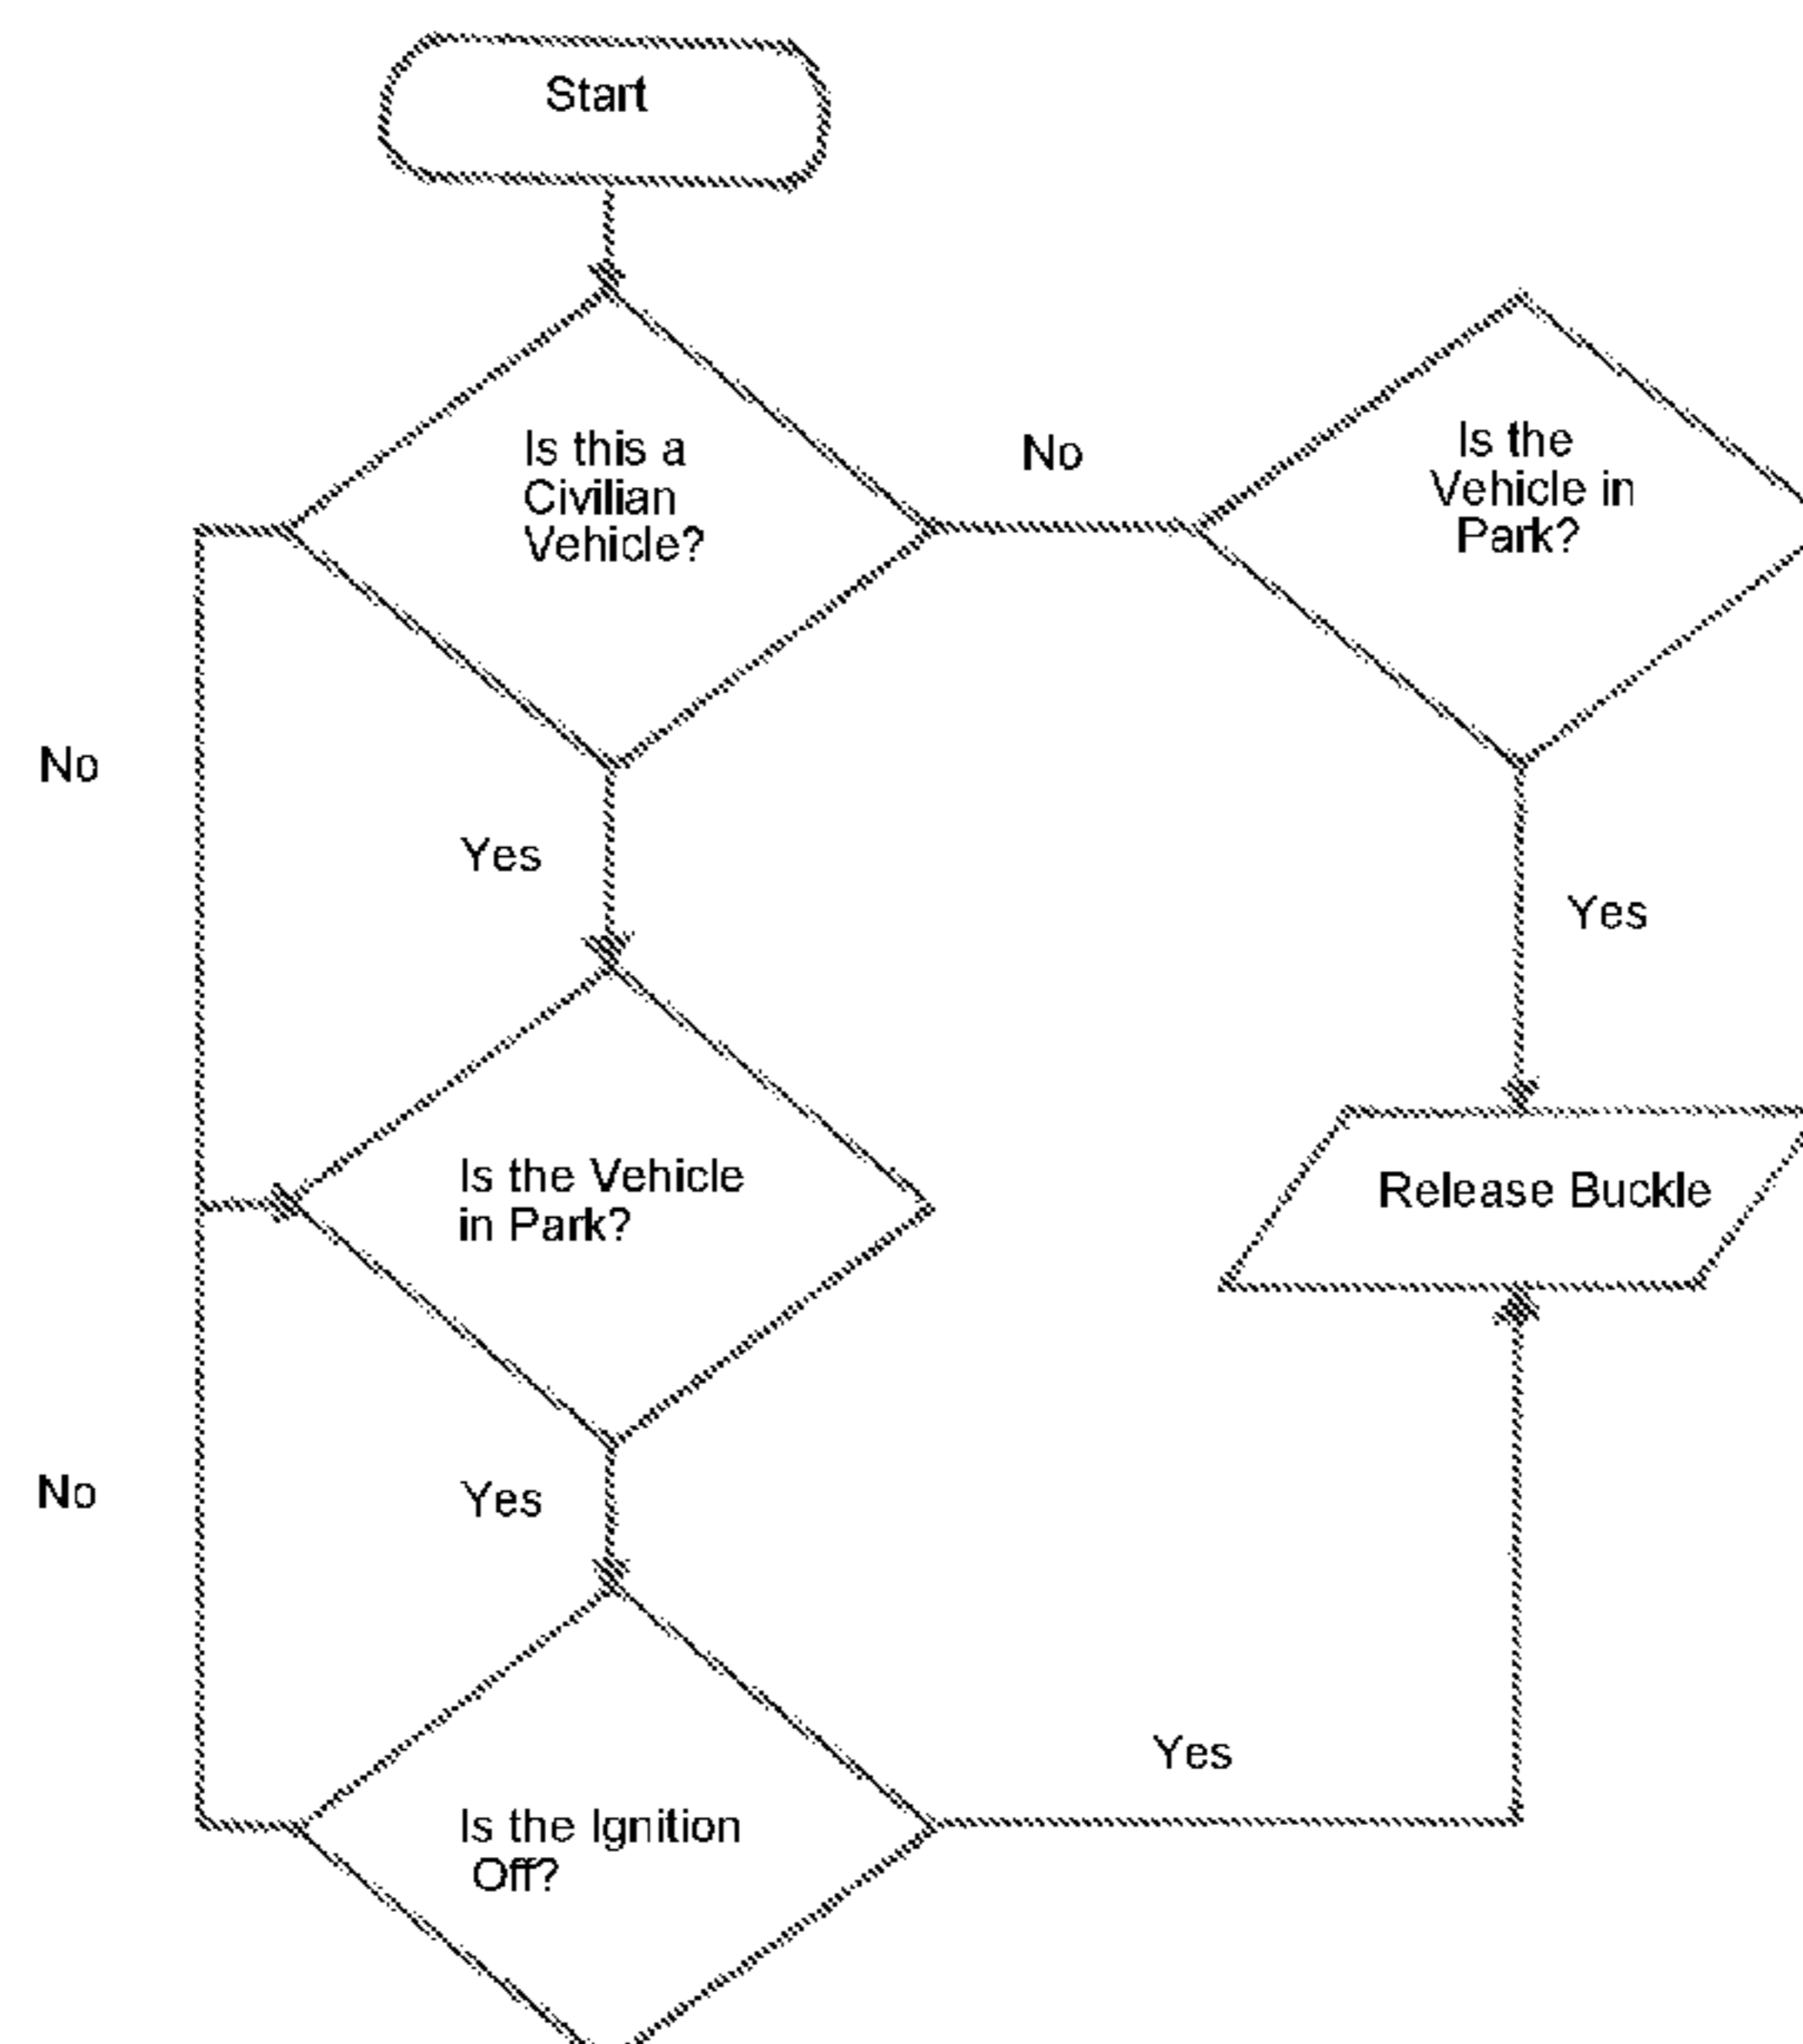 Start
Is this a
Civilian
Vehicle?
No
Is the
Vehicle in
Park?
No
Yes
Yes
Is the Vehicle
in Park?
Release Buckle
No
Yes
Yes
Is the Ignition
Off?